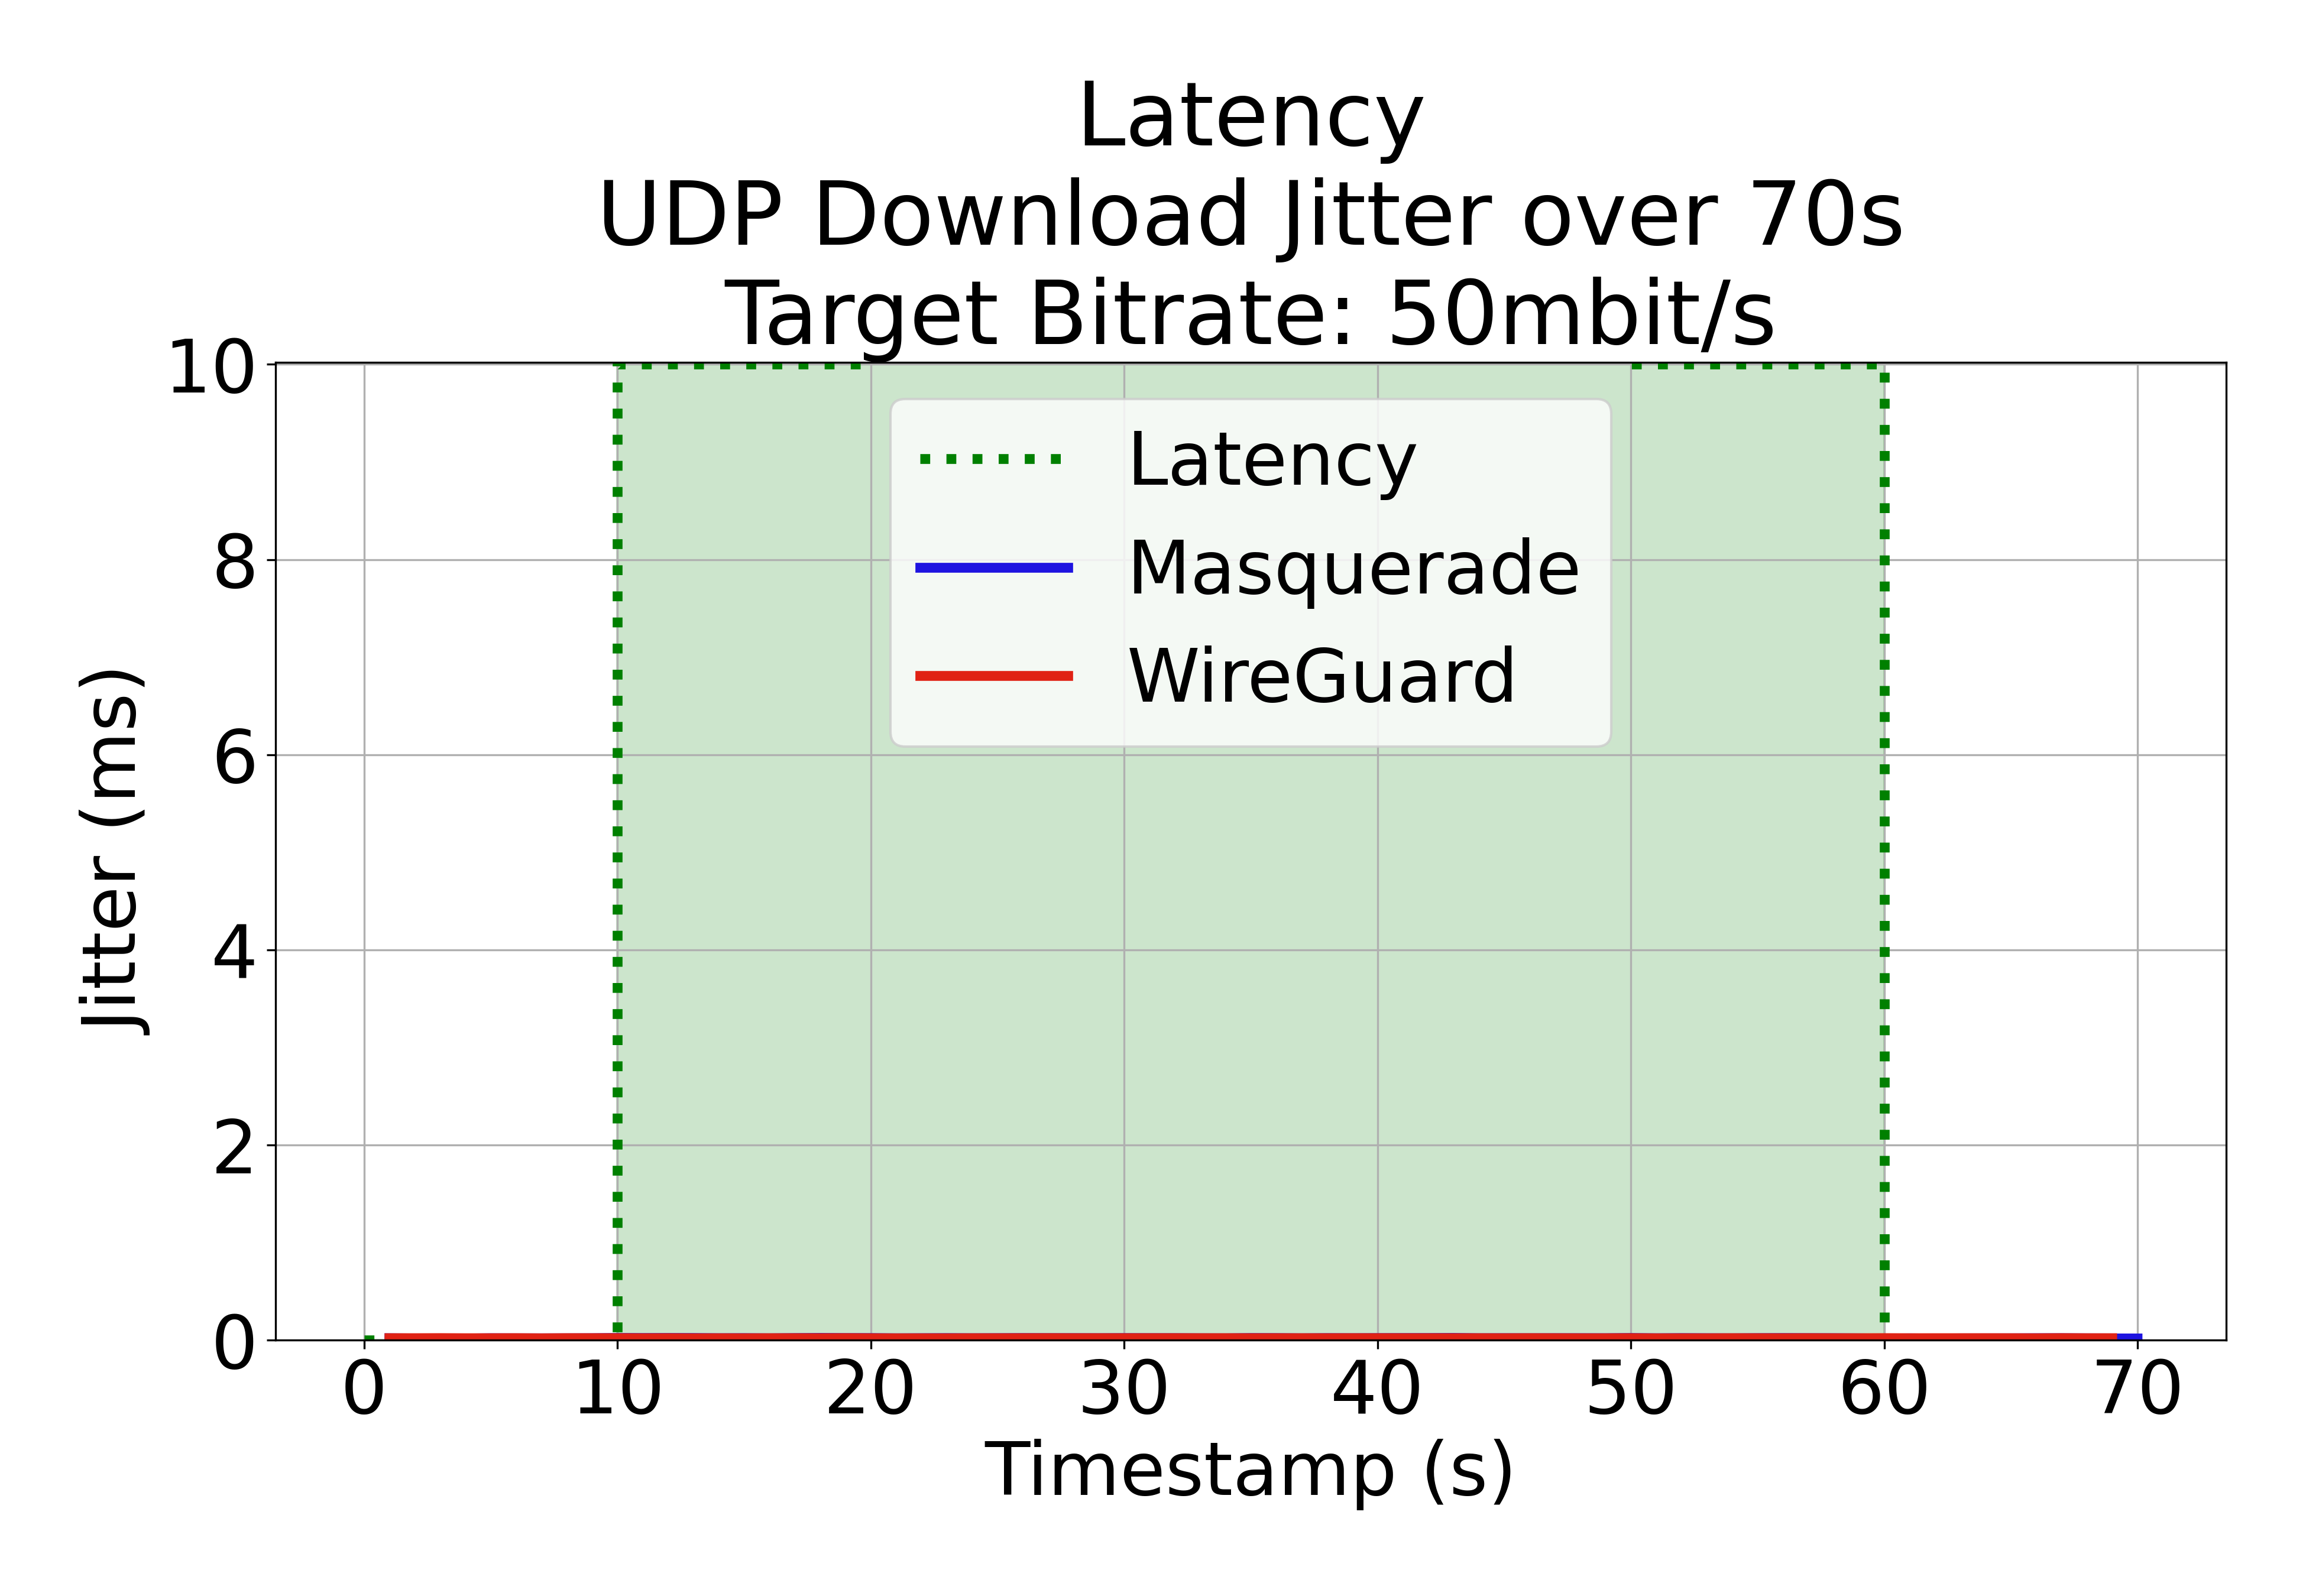 Latency
UDP Download Jitter over 70s
Target Bitrate: 50mbit/s
10
8
6
4
2
0
Jitter (ms)
Latency
Masquerade
WireGuard
0 10 20 30 40 50 60 70
Timestamp (s)